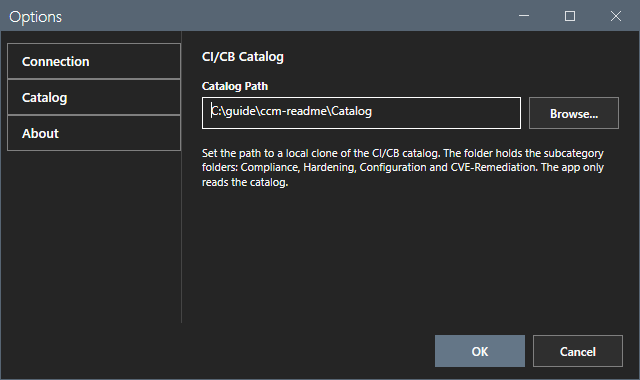 Options
Connection
Catalog
About
CI/CB Catalog
Catalog Path
C:\guide\ccm-readme\Catalog
Browse...
Set the path to a local clone of the CI/CB catalog. The folder holds the subcategory
folders: Compliance, Hardening, Configuration and CVE-Remediation. The app only
reads the catalog.
OK
Cancel